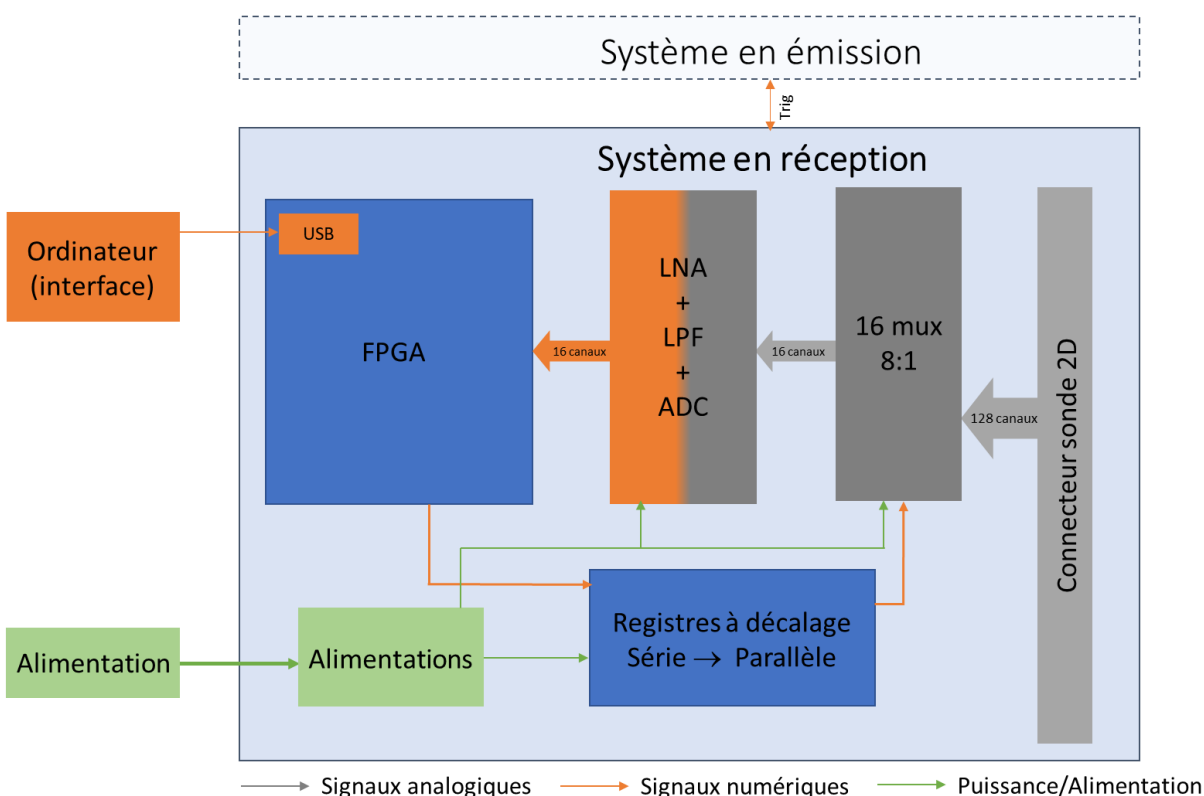 Système en émission
Trig
Système en réception
Ordinateur
(interface)
USB
FPGA
16 canaux
LNA
+
LPF
+
ADC
16 canaux
16 mux
8:1
128 canaux
Connecteur sonde 2D
Alimentation
Alimentations
Registres à décalage
Série → Parallèle
Signaux analogiques
Signaux numériques
Puissance/Alimentation